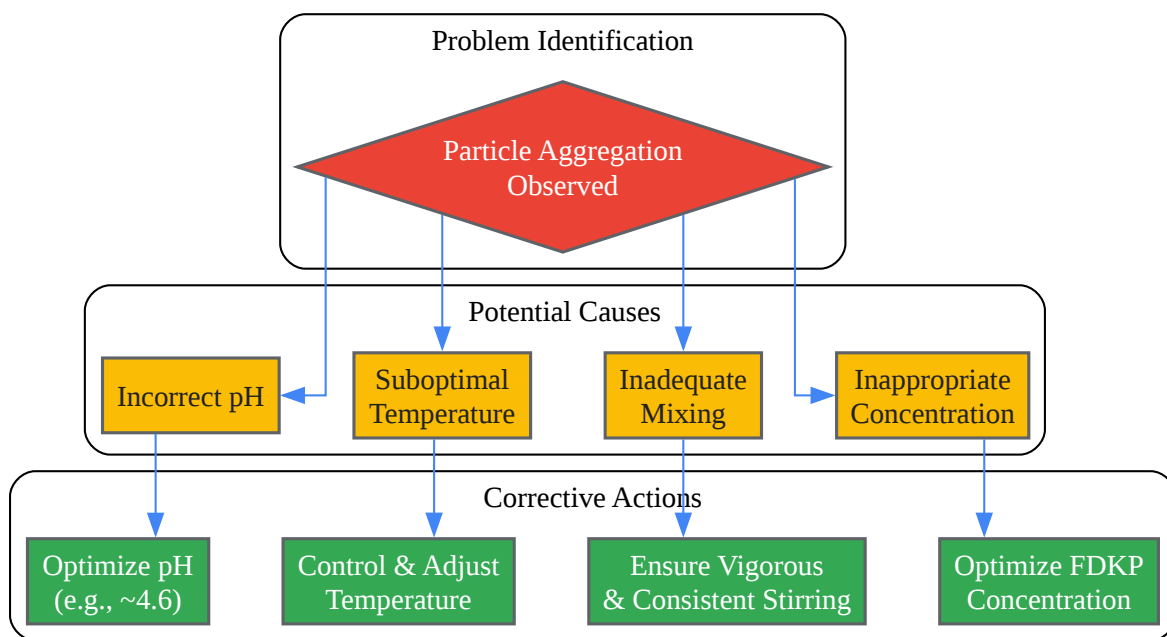 Problem Identification
Particle Aggregation
Observed
Potential Causes
Incorrect pH
Suboptimal
Temperature
Inadequate
Mixing
Inappropriate
Concentration
Corrective Actions
Optimize pH
(e.g., ~4.6)
Control & Adjust
Temperature
Ensure Vigorous
& Consistent Stirring
Optimize FDKP
Concentration